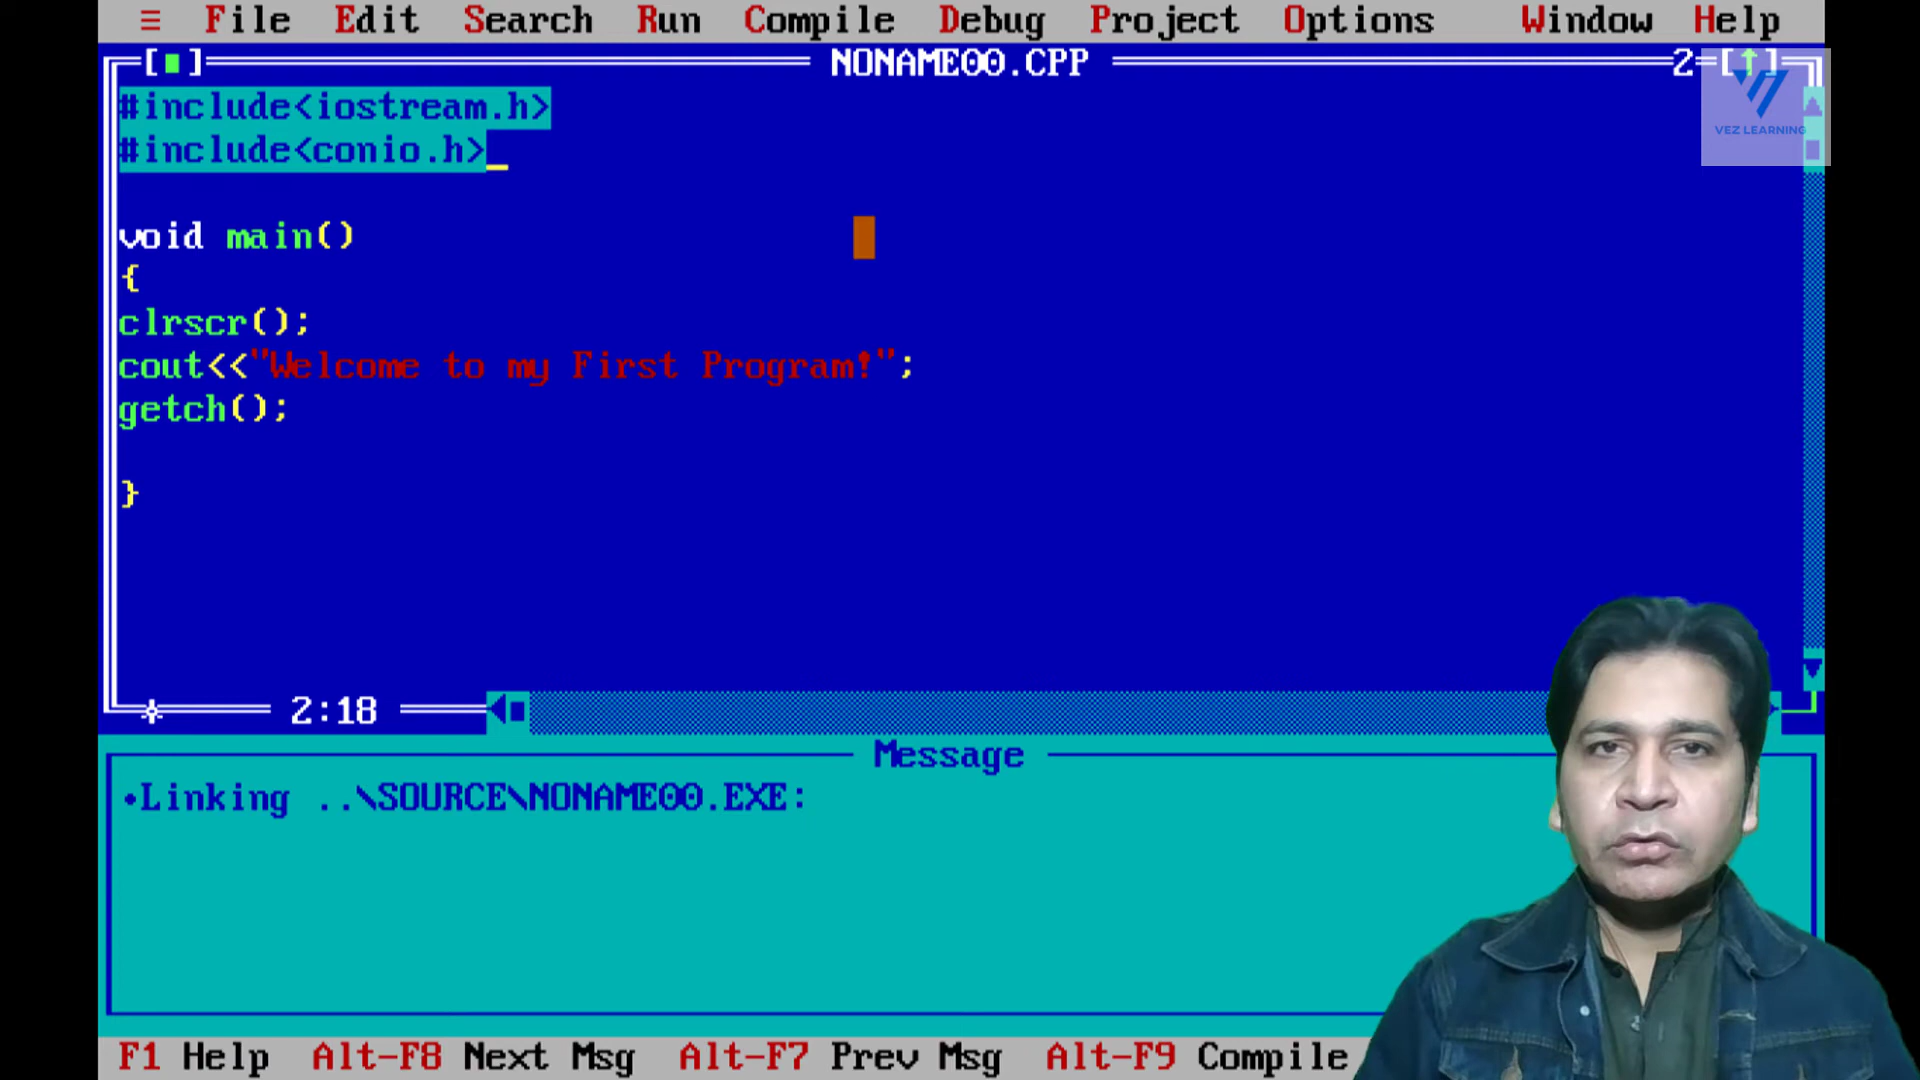 ≡ File Edit Search Run Compile Debug Project Options Window Help
[■] NONAME00.CPP 2=[↑]
VEZ LEARNING
#include<iostream.h>
#include<conio.h>
void main()
{
clrscr();
cout<<"Welcome to my First Program!";
getch();
}
2:18
Message
•Linking ..\SOURCE\NONAME00.EXE:
F1 Help Alt-F8 Next Msg Alt-F7 Prev Msg Alt-F9 Compile